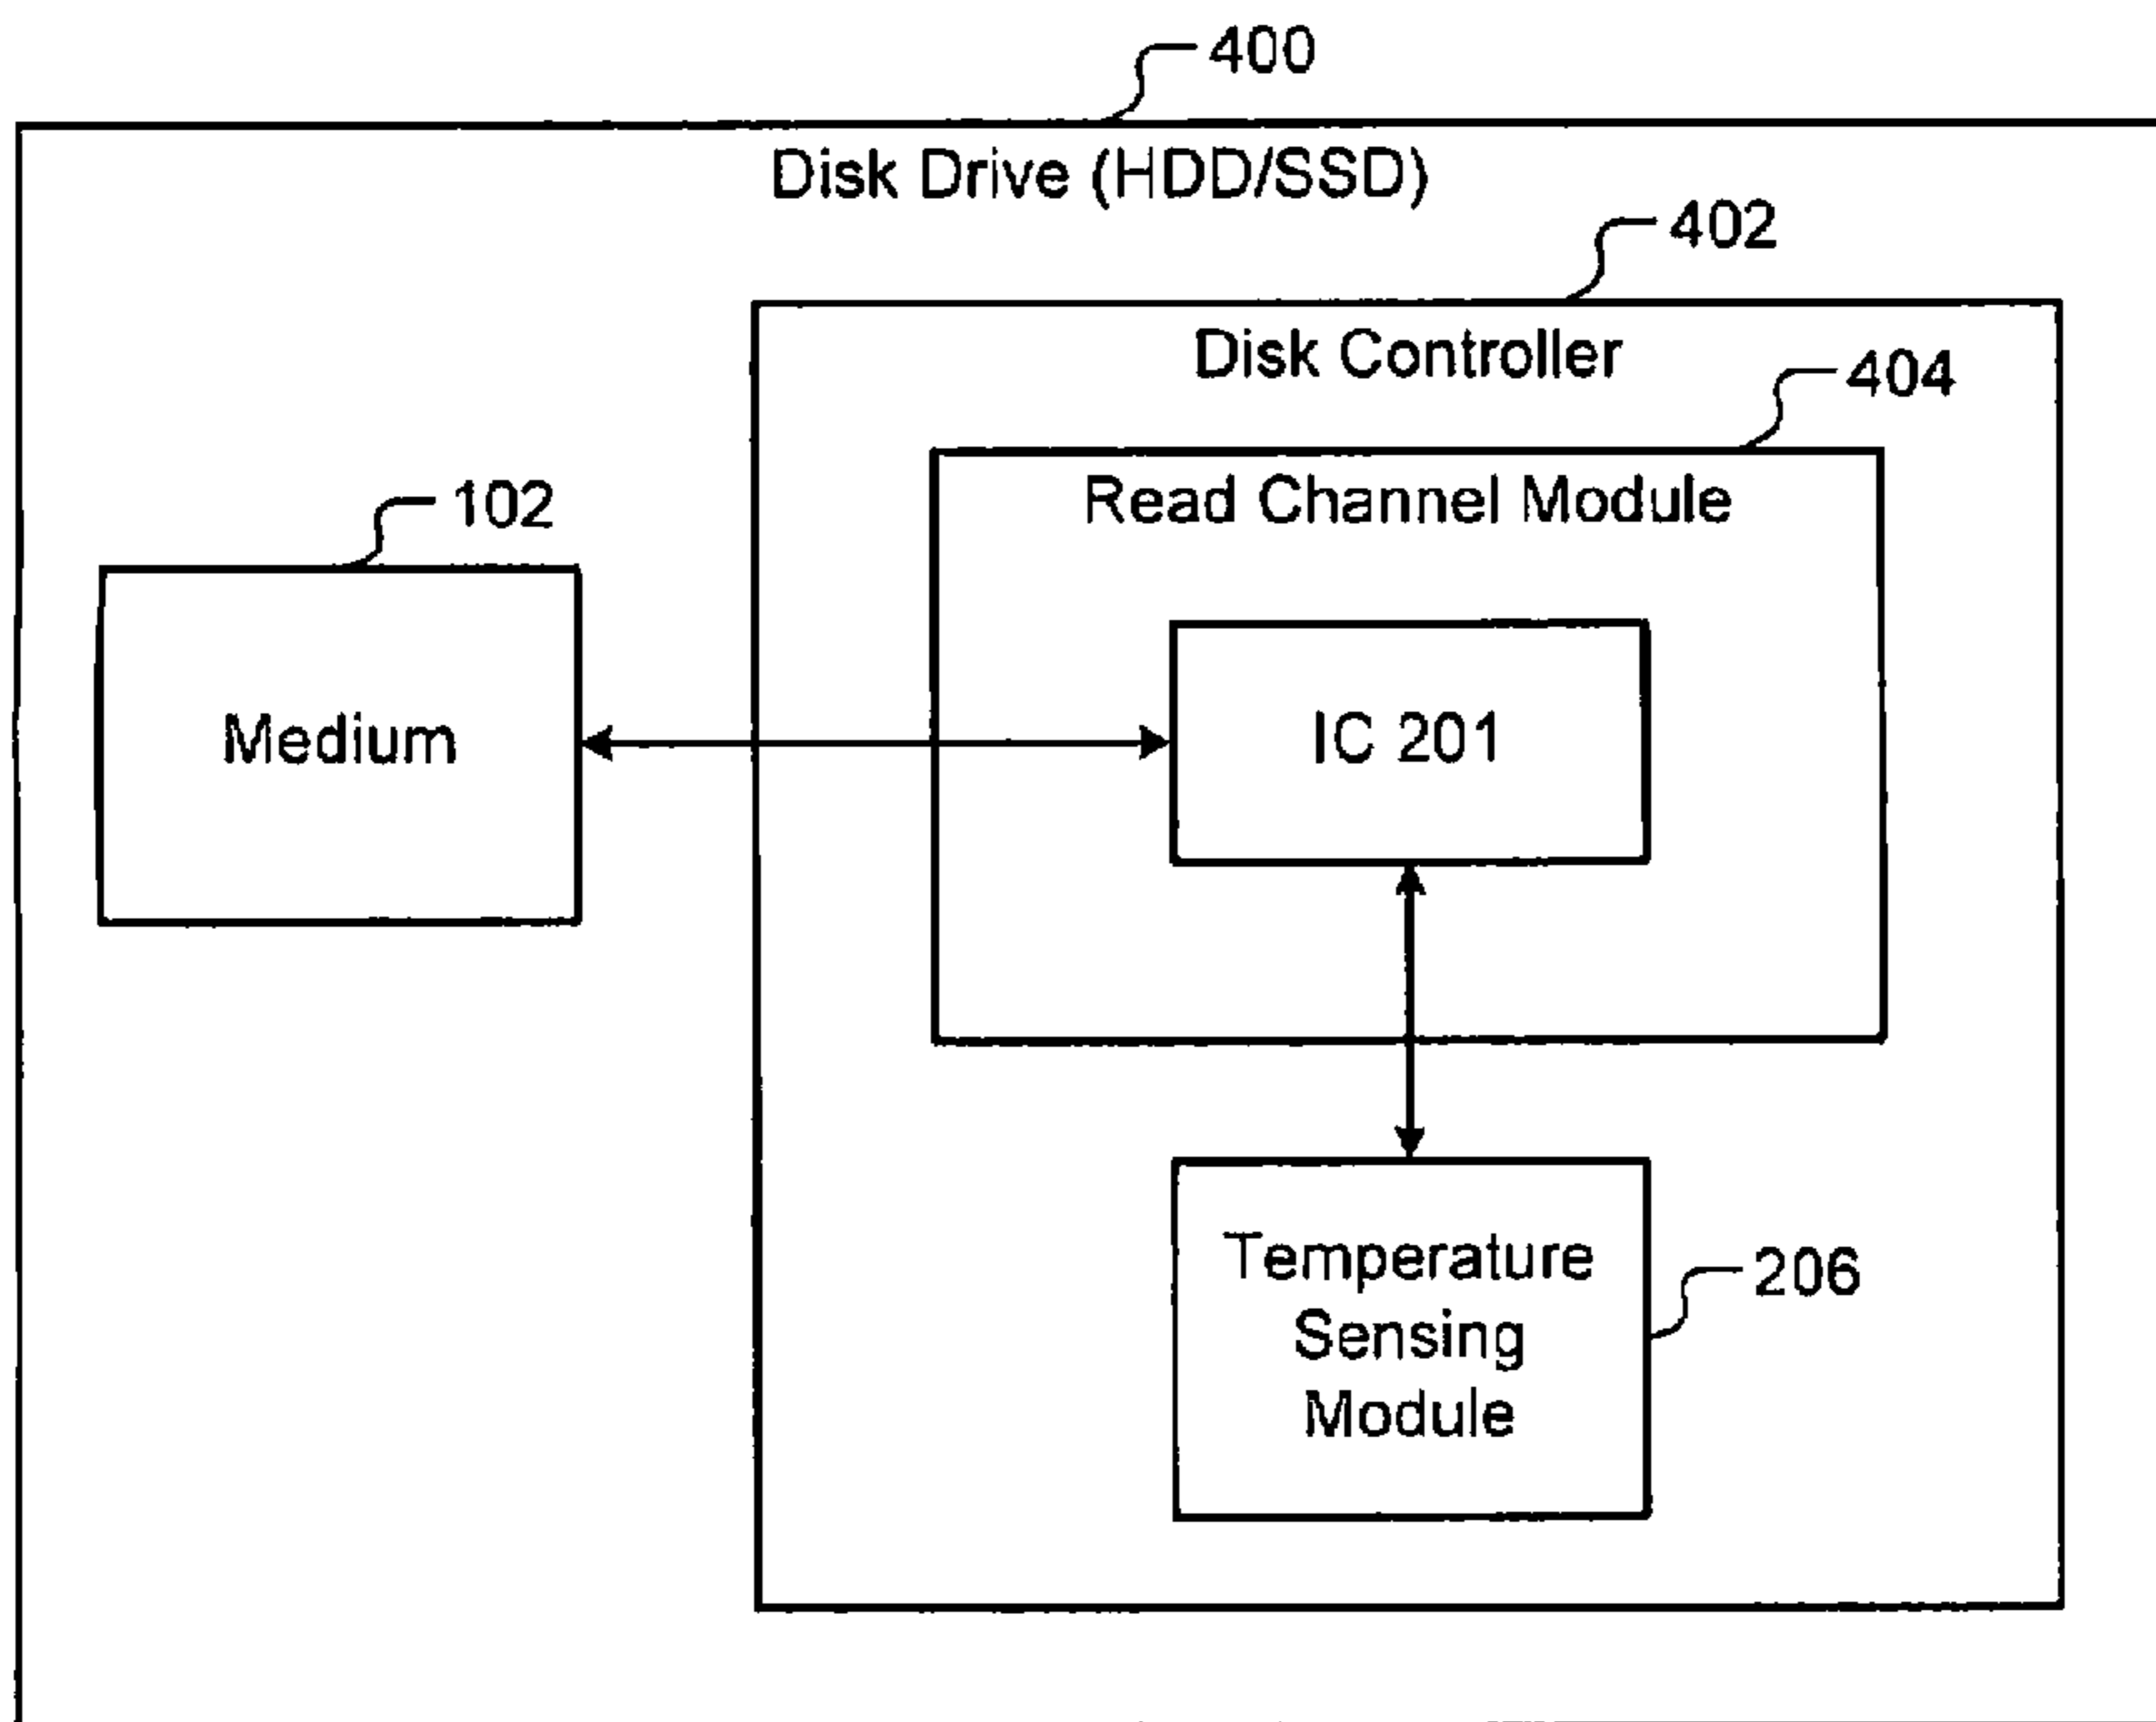 400
Disk Drive (HDD/SSD)
402
Disk Controller
404
Read Channel Module
102
Medium
IC 201
Temperature
Sensing
Module
206